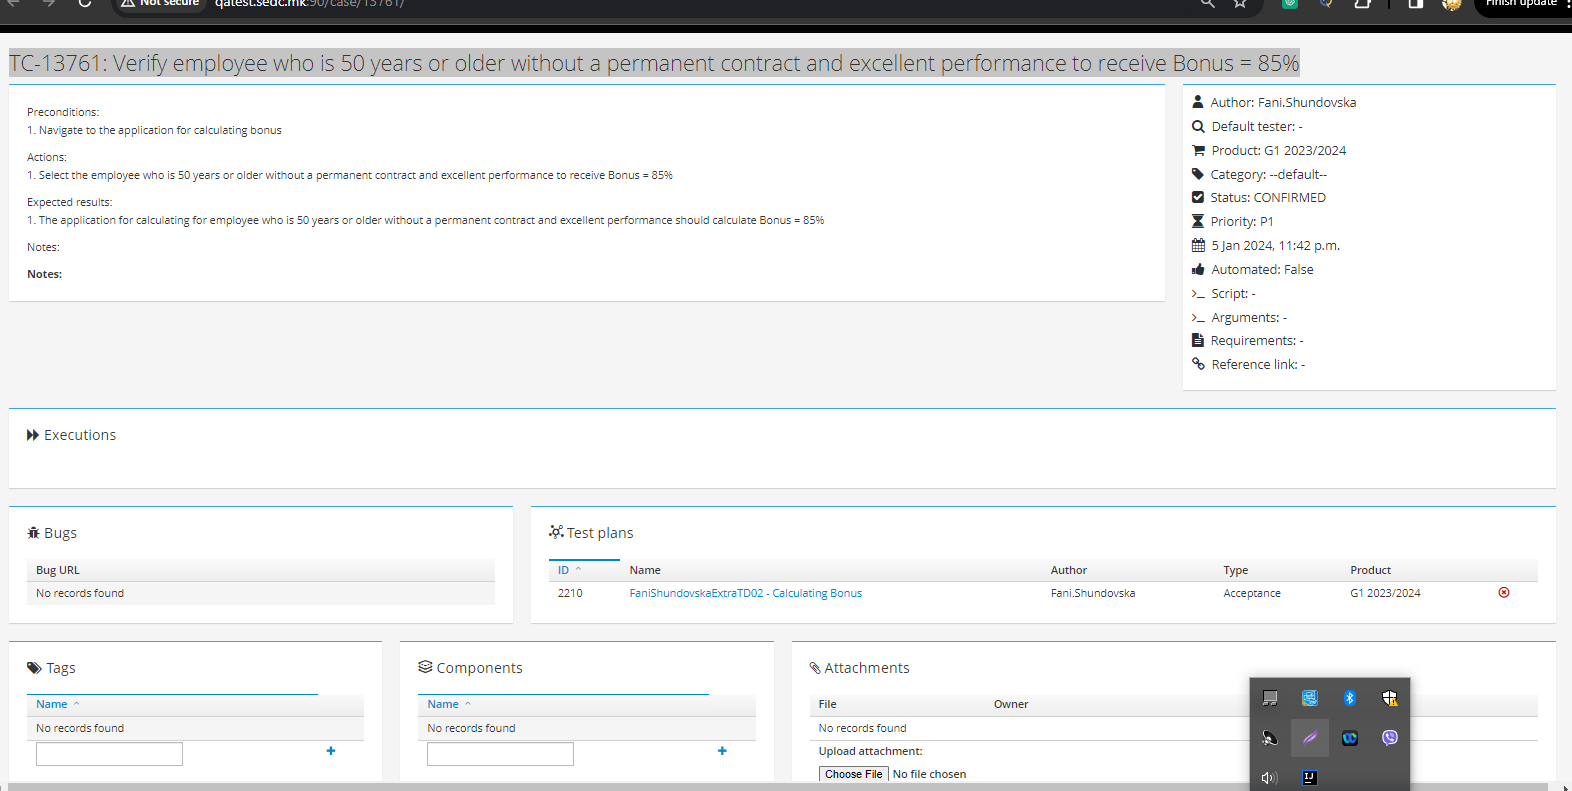 Not secure
qatest.sedc.mk:90/case/13761/
Finish update
TC-13761: Verify employee who is 50 years or older without a permanent contract and excellent performance to receive Bonus = 85%
Preconditions:
1. Navigate to the application for calculating bonus
Actions:
1. Select the employee who is 50 years or older without a permanent contract and excellent performance to receive Bonus = 85%
Expected results:
1. The application for calculating for employee who is 50 years or older without a permanent contract and excellent performance should calculate Bonus = 85%
Notes:
Notes:
Author: Fani.Shundovska
Default tester: -
Product: G1 2023/2024
Category: --default--
Status: CONFIRMED
Priority: P1
5 Jan 2024, 11:42 p.m.
Automated: False
Script: -
Arguments: -
Requirements: -
Reference link: -
Executions
Bugs
Bug URL
No records found
Test plans
ID Name Author Type Product
2210 FaniShundovskaExtraTD02 - Calculating Bonus Fani.Shundovska Acceptance G1 2023/2024
Tags
Name
No records found
Components
Name
No records found
Attachments
File Owner
No records found
Upload attachment:
Choose File No file chosen
IJ